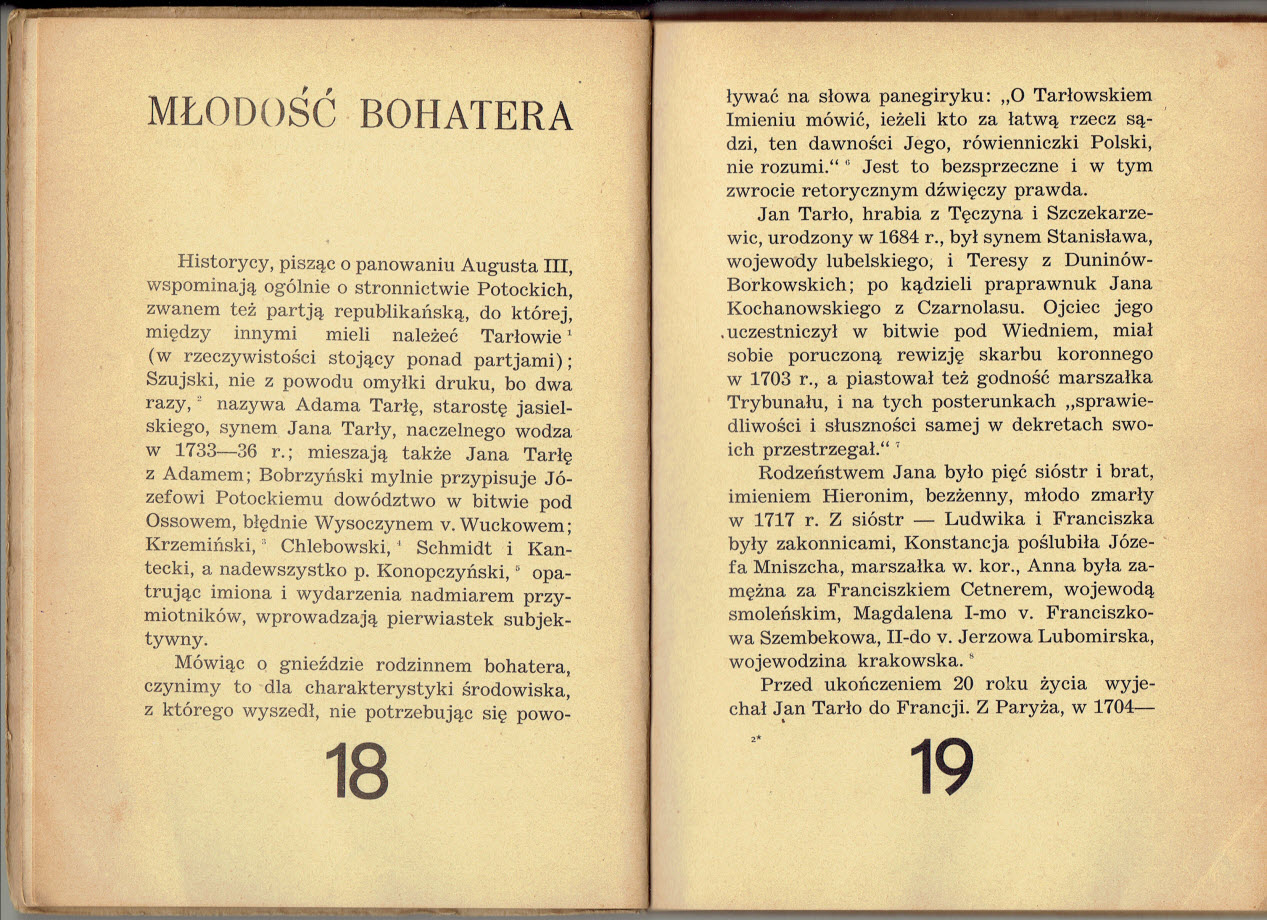 MŁODOŚĆ BOHATERA
Historycy, pisząc o panowaniu Augusta III,
wspominają ogólnie o stronnictwie Potockich,
zwanem też partją republikańską, do której,
między innymi mieli należeć Tarłowie ¹
(w rzeczywistości stojący ponad partjami);
Szujski, nie z powodu omyłki druku, bo dwa
razy, ² nazywa Adama Tarłę, starostę jasiel-
skiego, synem Jana Tarły, naczelnego wodza
w 1733—36 r.; mieszają także Jana Tarłę
z Adamem; Bobrzyński mylnie przypisuje Jó-
zefowi Potockiemu dowództwo w bitwie pod
Ossowem, błędnie Wysoczynem v. Wuckowem;
Krzemiński, ³ Chlebowski, ⁴ Schmidt i Kan-
tecki, a nadewszystko p. Konopczyński, ⁵ opa-
trując imiona i wydarzenia nadmiarem przy-
miotników, wprowadzają pierwiastek subjek-
tywny.
Mówiąc o gnieździe rodzinnem bohatera,
czynimy to dla charakterystyki środowiska,
z którego wyszedł, nie potrzebując się powo-
18
ływać na słowa panegiryku: „O Tarłowskiem
Imieniu mówić, ieżeli kto za łatwą rzecz są-
dzi, ten dawności Jego, rówienniczki Polski,
nie rozumi.“ ⁶ Jest to bezsprzeczne i w tym
zwrocie retorycznym dźwięczy prawda.
Jan Tarło, hrabia z Tęczyna i Szczekarze-
wic, urodzony w 1684 r., był synem Stanisława,
wojewody lubelskiego, i Teresy z Duninów-
Borkowskich; po kądzieli praprawnuk Jana
Kochanowskiego z Czarnolasu. Ojciec jego
uczestniczył w bitwie pod Wiedniem, miał
sobie poruczoną rewizję skarbu koronnego
w 1703 r., a piastował też godność marszałka
Trybunału, i na tych posterunkach „sprawie-
dliwości i słuszności samej w dekretach swo-
ich przestrzegał.“ ⁷
Rodzeństwem Jana było pięć sióstr i brat,
imieniem Hieronim, bezżenny, młodo zmarły
w 1717 r. Z sióstr — Ludwika i Franciszka
były zakonnicami, Konstancja poślubiła Józe-
fa Mniszcha, marszałka w. kor., Anna była za-
mężna za Franciszkiem Cetnerem, wojewodą
smoleńskim, Magdalena I-mo v. Franciszko-
wa Szembekowa, II-do v. Jerzowa Lubomirska,
wojewodzina krakowska. ⁸
Przed ukończeniem 20 roku życia wyje-
chał Jan Tarło do Francji. Z Paryża, w 1704—
2*
19